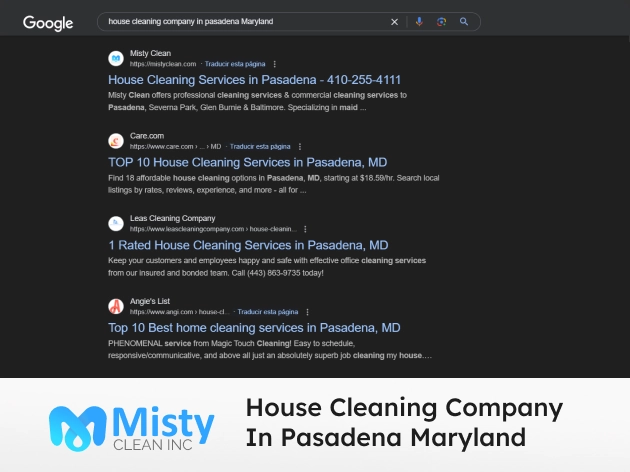 Google
house cleaning company in pasadena Maryland
Misty Clean
https://mistyclean.com · Traducir esta página
House Cleaning Services in Pasadena - 410-255-4111
Misty Clean offers professional cleaning services & commercial cleaning services to
Pasadena, Severna Park, Glen Burnie & Baltimore. Specializing in maid ...
Care.com
https://www.care.com › ... › MD · Traducir esta página
TOP 10 House Cleaning Services in Pasadena, MD
Find 18 affordable house cleaning options in Pasadena, MD, starting at $18.59/hr. Search local
listings by rates, reviews, experience, and more - all for ...
Leas Cleaning Company
https://www.leascleaningcompany.com › house-cleanin...
1 Rated House Cleaning Services in Pasadena, MD
Keep your customers and employees happy and safe with effective office cleaning services
from our insured and bonded team. Call (443) 863-9735 today!
Angie's List
https://www.angi.com › house-cl... · Traducir esta página
Top 10 Best home cleaning services in Pasadena, MD
PHENOMENAL service from Magic Touch Cleaning! Easy to schedule,
responsive/communicative, and above all just an absolutely superb job cleaning my house....
Misty
CLEAN INC
House Cleaning Company
In Pasadena Maryland